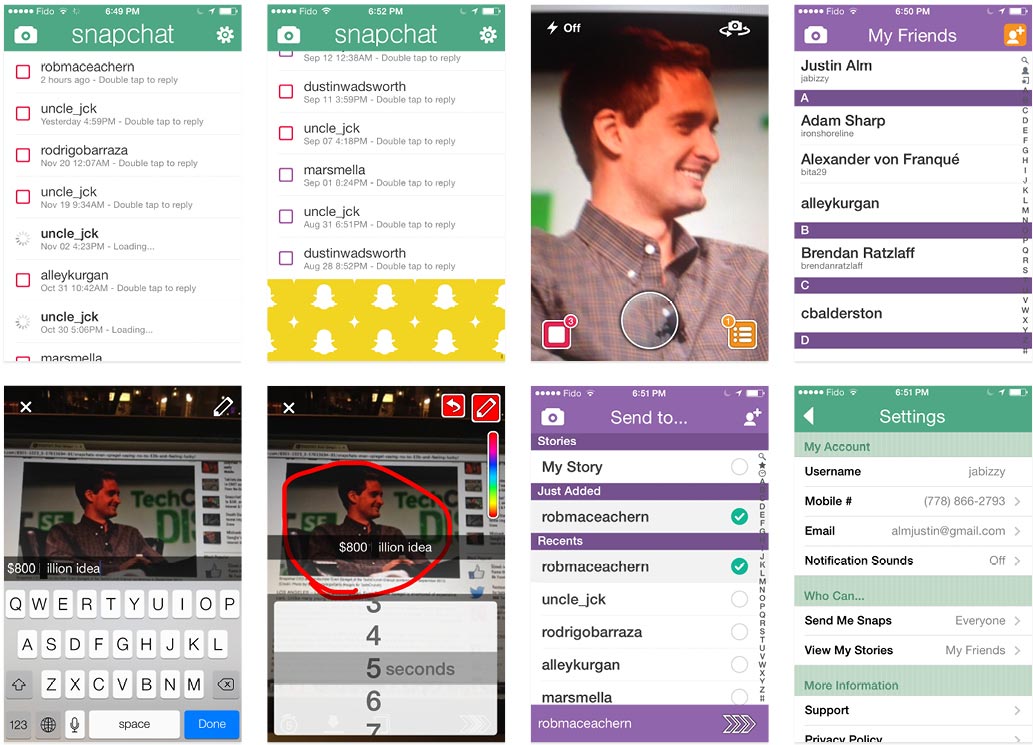 Fido 6:49 PM
snapchat
robmaceachern
2 hours ago - Double tap to reply
uncle_jck
Yesterday 4:59PM - Double tap to reply
rodrigobarraza
Nov 20 12:07AM - Double tap to reply
uncle_jck
Nov 19 9:34AM - Double tap to reply
uncle_jck
Nov 02 4:23PM - Loading...
alleykurgan
Oct 31 10:42AM - Double tap to reply
uncle_jck
Oct 30 5:06PM - Loading...
marsmella
Fido 6:52 PM
snapchat
Sep 12 12:38AM - Double tap to reply
dustinwadsworth
Sep 11 3:59PM - Double tap to reply
uncle_jck
Sep 07 4:18PM - Double tap to reply
marsmella
Sep 01 8:24PM - Double tap to reply
uncle_jck
Aug 31 6:51PM - Double tap to reply
dustinwadsworth
Aug 28 8:52PM - Double tap to reply
Off
3
1
Fido 6:50 PM
My Friends
Justin Alm
jabizzy
A
Adam Sharp
ironshoreline
Alexander von Franqué
bita29
alleykurgan
B
Brendan Ratzlaff
brendanratzlaff
C
cbalderston
D
TechC
DIS
$800 illion idea
Q W E R T Y U I O P
A S D F G H J K L
Z X C V B N M
123 space Done
TechC
DIS
$800 illion idea
3
4
5 seconds
6
7
Fido 6:51 PM
Send to...
Stories
My Story
Just Added
robmaceachern
Recents
robmaceachern
uncle_jck
rodrigobarraza
alleykurgan
marsmella
robmaceachern
Fido 6:51 PM
Settings
My Account
Username jabizzy
Mobile # (778) 866-2793
Email almjustin@gmail.com
Notification Sounds Off
Who Can...
Send Me Snaps Everyone
View My Stories My Friends
More Information
Support
Privacy Policy